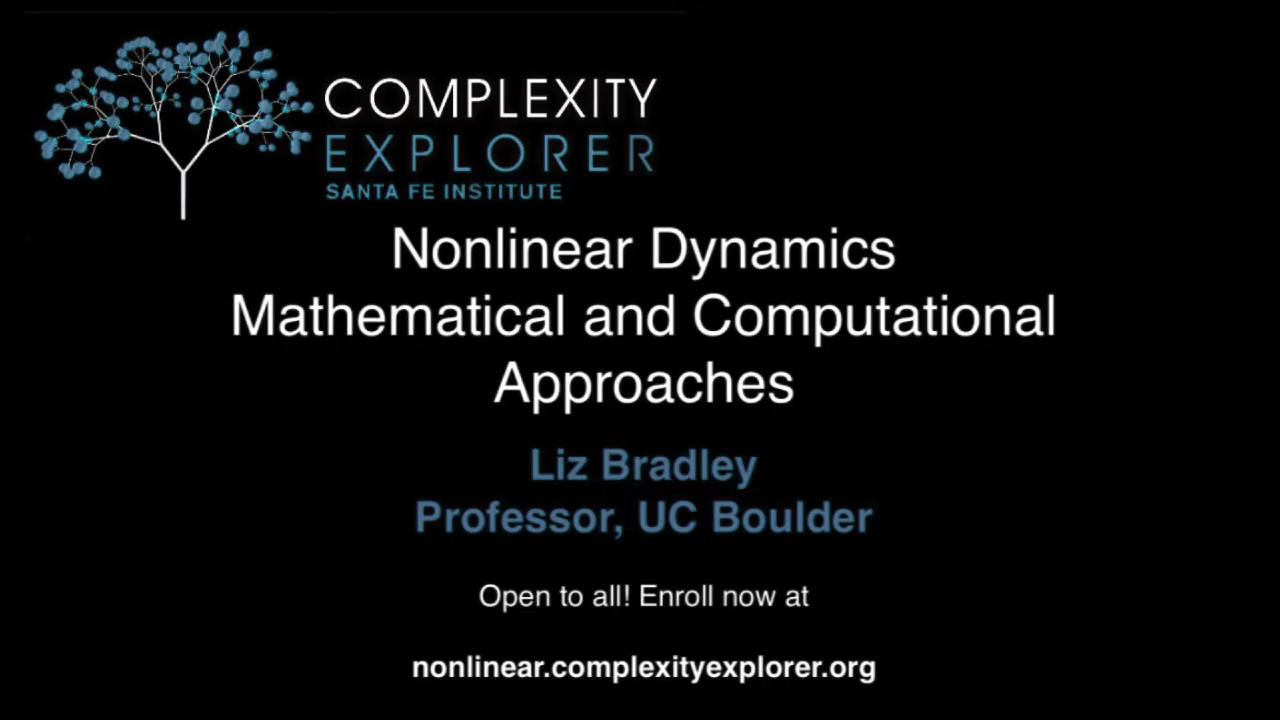 COMPLEXITY
EXPLORER
SANTA FE INSTITUTE
Nonlinear Dynamics
Mathematical and Computational
Approaches
Liz Bradley
Professor, UC Boulder
Open to all! Enroll now at
nonlinear.complexityexplorer.org